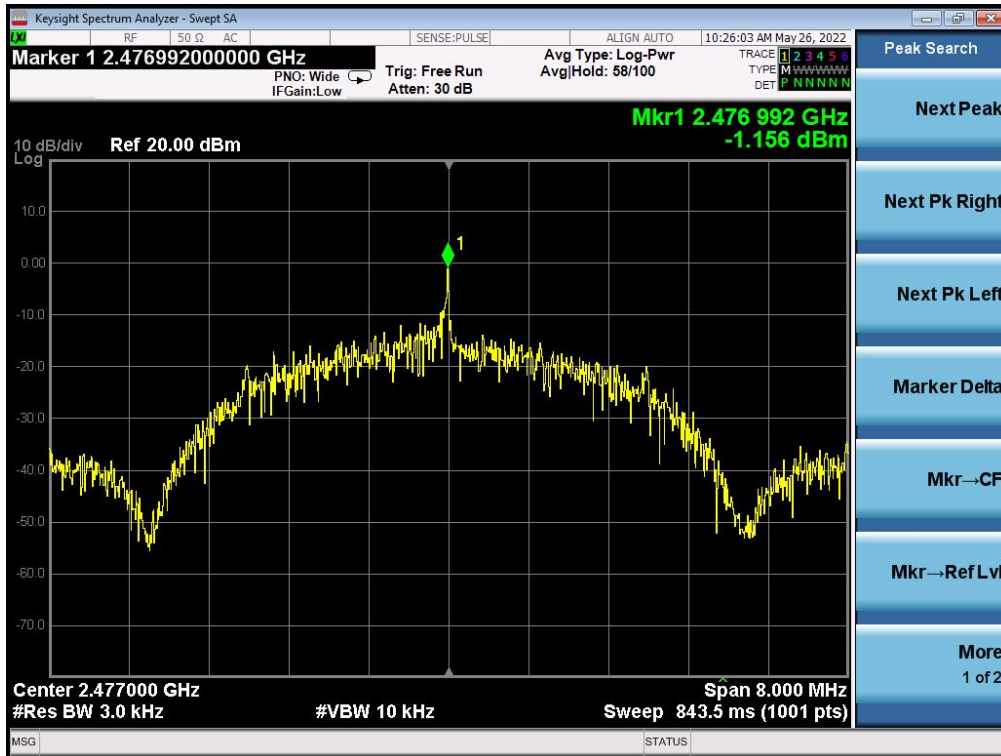 Keysight Spectrum Analyzer - Swept SA
LXI RF 50 Ω AC SENSE:PULSE ALIGN AUTO 10:26:03 AM May 26, 2022
Marker 1 2.476992000000 GHz
PNO: Wide
IFGain:Low
Trig: Free Run
Atten: 30 dB
Avg Type: Log-Pwr
Avg|Hold: 58/100
TRACE 1 2 3 4 5 6
TYPE M W W W W W
DET P N N N N N
Mkr1 2.476 992 GHz
-1.156 dBm
10 dB/div Ref 20.00 dBm
Log
10.0
0.00
-10.0
-20.0
-30.0
-40.0
-50.0
-60.0
-70.0
1
Center 2.477000 GHz Span 8.000 MHz
#Res BW 3.0 kHz #VBW 10 kHz Sweep 843.5 ms (1001 pts)
MSG STATUS
Peak Search
Next Peak
Next Pk Right
Next Pk Left
Marker Delta
Mkr→CF
Mkr→Ref Lvl
More
1 of 2